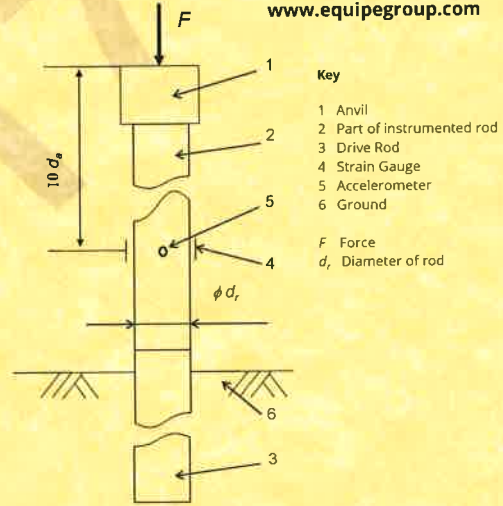 www.equipegroup.com
F
Key
1 Anvil
2 Part of instrumented rod
3 Drive Rod
4 Strain Gauge
5 Accelerometer
6 Ground
F Force
dr Diameter of rod
1
2
10 da
5
4
ϕ dr
6
3